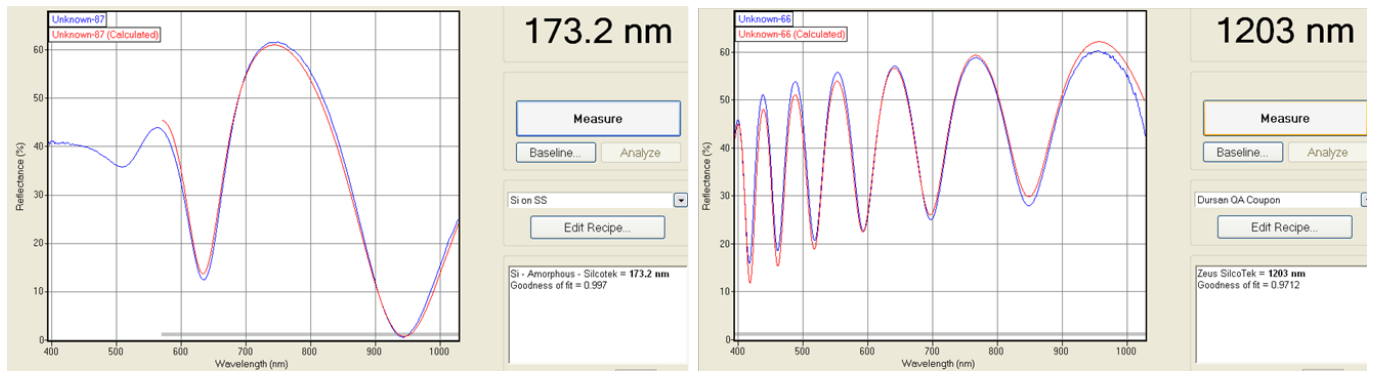 Unknown-87
Unknown-87 (Calculated)
173.2 nm
60
50
40
30
20
10
0
Reflectance (%)
400 500 600 700 800 900 1000
Wavelength (nm)
Measure
Baseline... Analyze
Si on SS
Edit Recipe...
Si - Amorphous - Silcotek = 173.2 nm
Goodness of fit = 0.997
Unknown-66
Unknown-66 (Calculated)
1203 nm
60
50
40
30
20
10
0
Reflectance (%)
400 500 600 700 800 900 1000
Wavelength (nm)
Measure
Baseline... Analyze
Dursan QA Coupon
Edit Recipe...
Zeus SilcoTek = 1203 nm
Goodness of fit = 0.9712